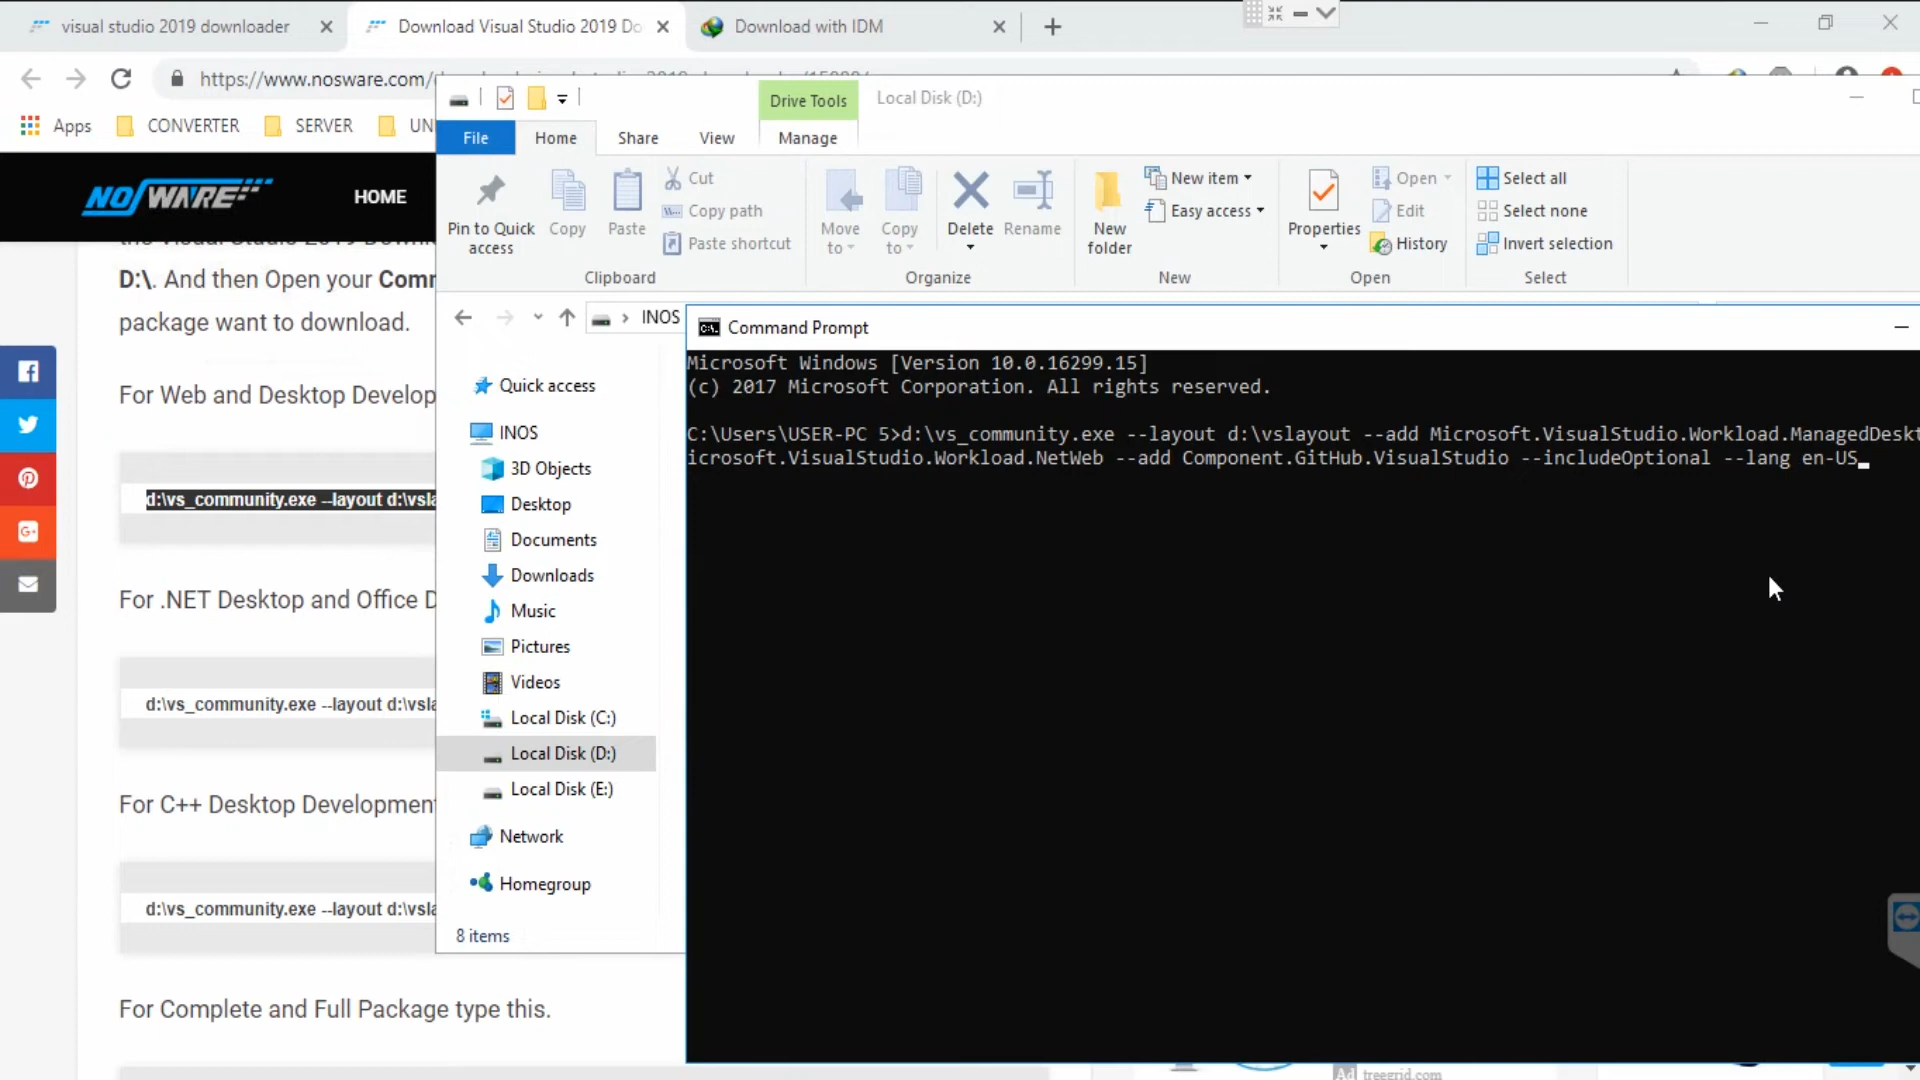 visual studio 2019 downloader
Download Visual Studio 2019 Do
Download with IDM
https://www.nosware.com/
Apps
CONVERTER
SERVER
UN
Drive Tools
Local Disk (D:)
File
Home
Share
View
Manage
Pin to Quick access
Copy
Paste
Cut
Copy path
Paste shortcut
Clipboard
Move to
Copy to
Delete
Rename
Organize
New folder
New item
Easy access
New
Properties
Open
Edit
History
Open
Select all
Select none
Invert selection
Select
NOSWARE
HOME
D:\. And then Open your Comm
package want to download.
For Web and Desktop Develop
d:\vs_community.exe --layout d:\vsla
For .NET Desktop and Office D
d:\vs_community.exe --layout d:\vsla
For C++ Desktop Development
d:\vs_community.exe --layout d:\vsla
For Complete and Full Package type this.
INOS
Quick access
INOS
3D Objects
Desktop
Documents
Downloads
Music
Pictures
Videos
Local Disk (C:)
Local Disk (D:)
Local Disk (E:)
Network
Homegroup
8 items
Command Prompt
Microsoft Windows [Version 10.0.16299.15]
(c) 2017 Microsoft Corporation. All rights reserved.
C:\Users\USER-PC 5>d:\vs_community.exe --layout d:\vslayout --add Microsoft.VisualStudio.Workload.ManagedDeskt
icrosoft.VisualStudio.Workload.NetWeb --add Component.GitHub.VisualStudio --includeOptional --lang en-US
Ad treegrid.com